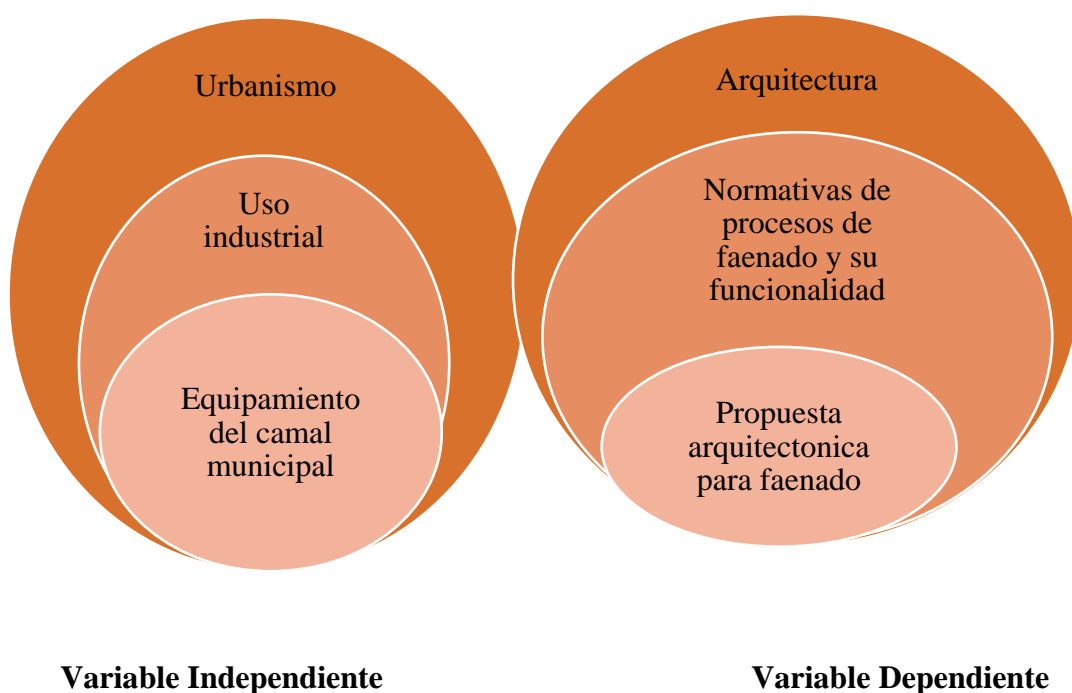 Urbanismo
Uso
industrial
Equipamiento
del camal
municipal
Arquitectura
Normativas de
procesos de
faenado y su
funcionalidad
Propuesta
arquitectonica
para faenado
Variable Independiente
Variable Dependiente